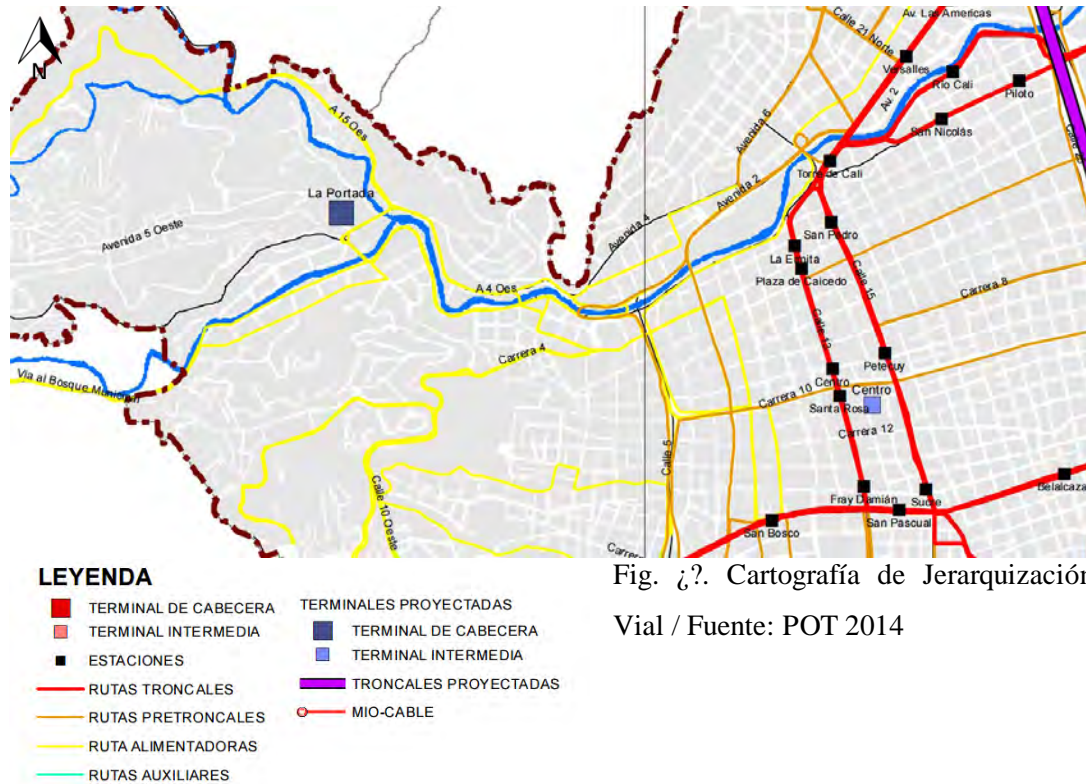 N
Av. Las Americas
Calle 21 Norte
Versalles
Río Cali
Piloto
Av. 2
San Nicolás
A 15 Oes
Avenida 6
Torre de Cali
La Portada
Avenida 2
Avenida 5 Oeste
Avenida 4
San Pedro
La Ermita
Plaza de Caicedo
Calle 15
Carrera 8
A 4 Oes
Calle 13
Carrera 4
Petecuy
Vía al Bosque Municipal
Centro
Centro
Carrera 10
Santa Rosa
Carrera 12
Calle 5
Calle 10 Oeste
Fray Damián
Sucre
Belalcazar
San Pascual
San Bosco
Carrera
LEYENDA
TERMINAL DE CABECERA
TERMINAL INTERMEDIA
ESTACIONES
RUTAS TRONCALES
RUTAS PRETRONCALES
RUTA ALIMENTADORAS
RUTAS AUXILIARES
TERMINALES PROYECTADAS
TERMINAL DE CABECERA
TERMINAL INTERMEDIA
TRONCALES PROYECTADAS
MIO-CABLE
Fig. ¿?. Cartografía de Jerarquización
Vial / Fuente: POT 2014